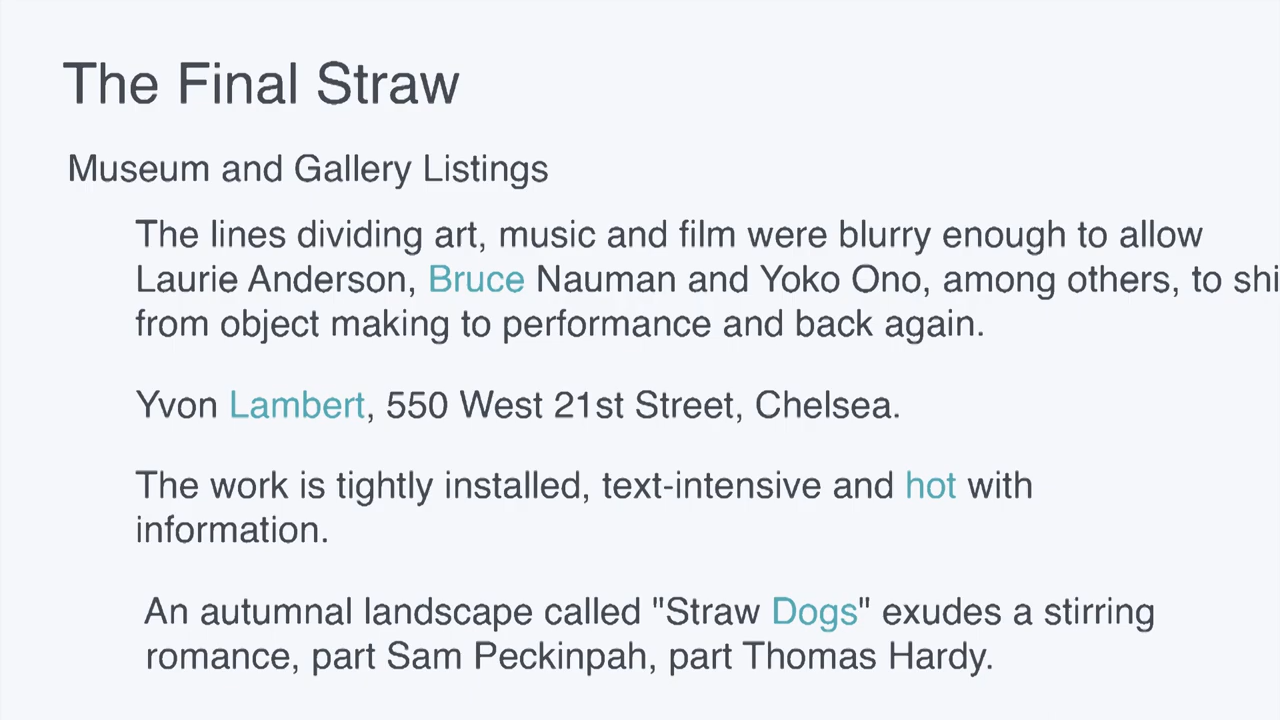 The Final Straw
Museum and Gallery Listings
The lines dividing art, music and film were blurry enough to allow
Laurie Anderson, Bruce Nauman and Yoko Ono, among others, to
from object making to performance and back again.
Yvon Lambert, 550 West 21st Street, Chelsea.
The work is tightly installed, text-intensive and hot with
information.
An autumnal landscape called "Straw Dogs" exudes a stirring
romance, part Sam Peckinpah, part Thomas Hardy.